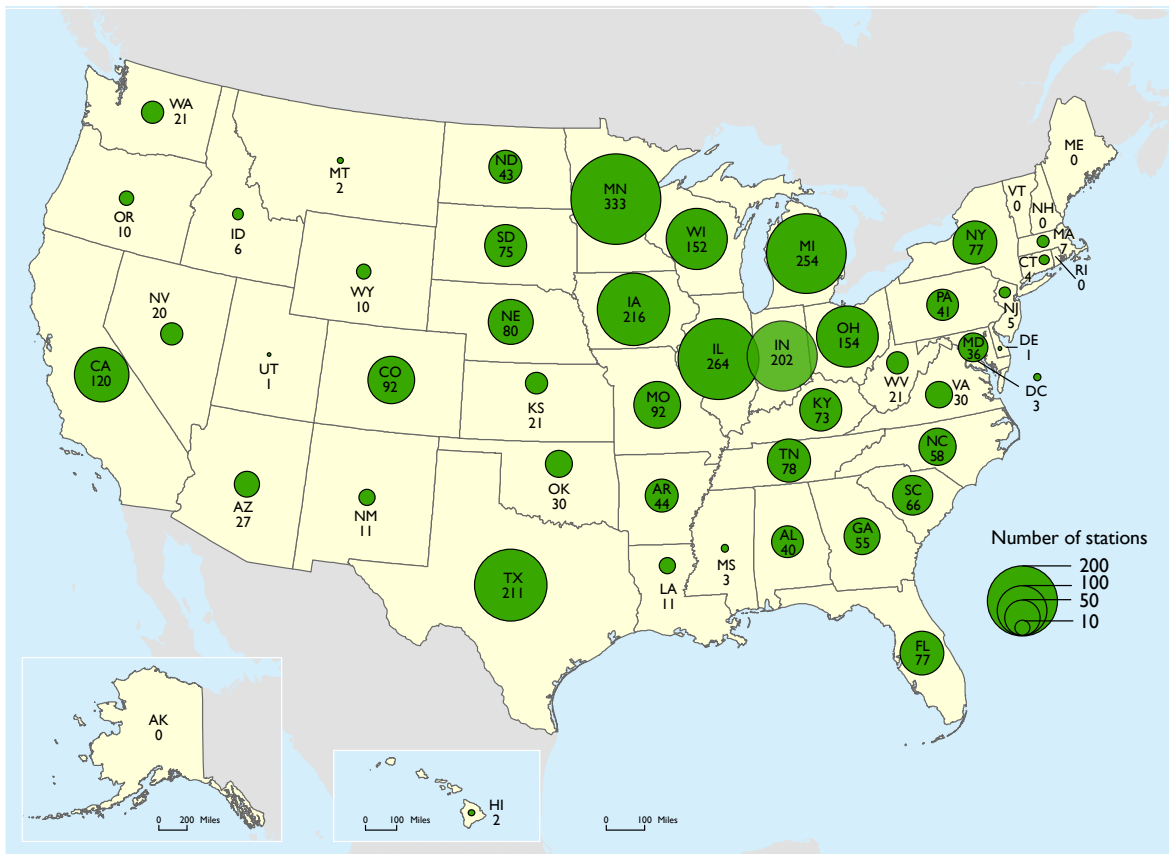 WA
21
MT
2
ND
43
MN
333
ME
0
VT
0
NH
0
OR
10
ID
6
SD
75
WI
152
MI
254
NY
77
MA
7
CT
4
RI
0
WY
10
NV
20
NE
80
IA
216
PA
41
NJ
5
CA
120
UT
1
CO
92
KS
21
MO
92
IL
264
IN
202
OH
154
WV
21
MD
36
DE
1
DC
3
VA
30
KY
73
NC
58
TN
78
AZ
27
NM
11
OK
30
AR
44
SC
66
MS
3
AL
40
GA
55
TX
211
LA
11
FL
77
Number of stations
200
100
50
10
AK
0
0 200 Miles
HI
2
0 100 Miles
0 100 Miles